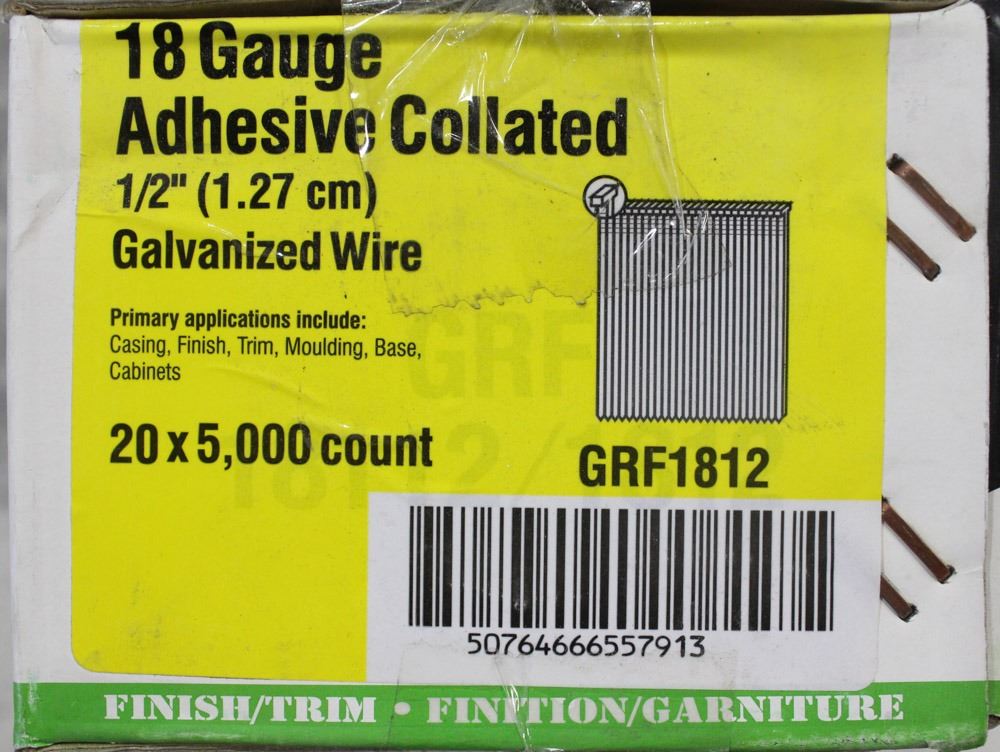 18 Gauge
Adhesive Collated
1/2" (1.27 cm)
Galvanized Wire
Primary applications include:
Casing, Finish, Trim, Moulding, Base,
Cabinets
20 x 5,000 count
GRF
GRF1812
50764666557913
FINISH/TRIM • FINITION/GARNITURE